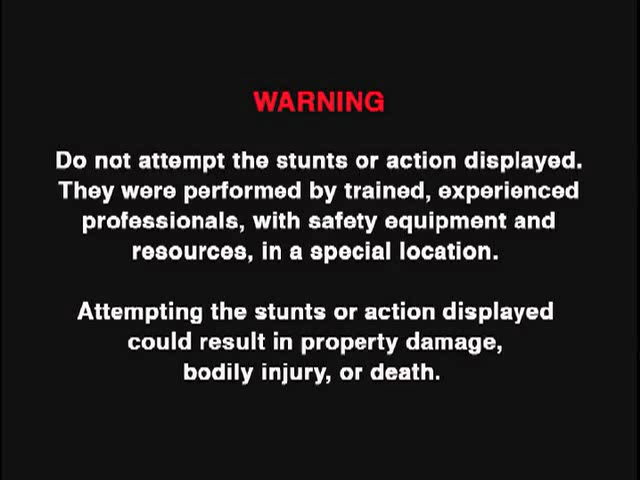 WARNING
Do not attempt the stunts or action displayed.
They were performed by trained, experienced
professionals, with safety equipment and
resources, in a special location.
Attempting the stunts or action displayed
could result in property damage,
bodily injury, or death.